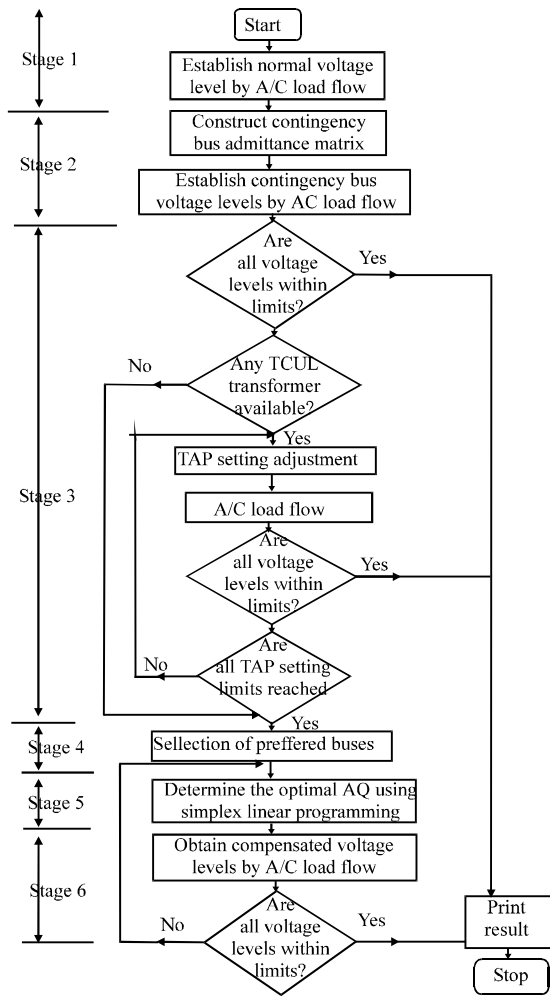 Start
Stage 1
Establish normal voltage
level by A/C load flow
Construct contingency
bus admittance matrix
Stage 2
Establish contingency bus
voltage levels by AC load flow
Are
all voltage
levels within
limits?
Yes
No
Any TCUL
transformer
available?
Yes
TAP setting adjustment
Stage 3
A/C load flow
Are
all voltage
levels within
limits?
Yes
Are
all TAP setting
limits reached
No
Yes
Stage 4
Sellection of preffered buses
Stage 5
Determine the optimal AQ using
simplex linear programming
Obtain compensated voltage
levels by A/C load flow
Stage 6
Are
all voltage
levels within
limits?
No
Yes
Print
result
Stop